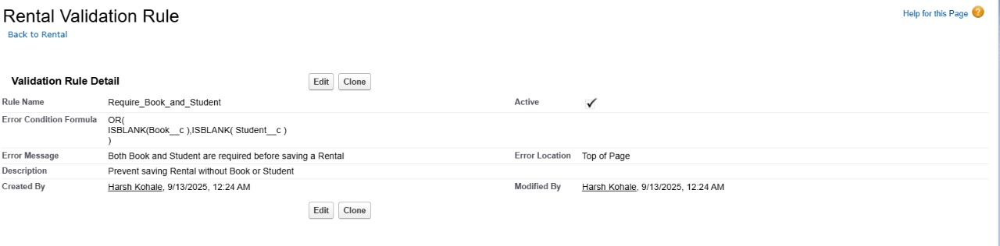 Rental Validation Rule
Help for this Page ?
Back to Rental
Validation Rule Detail
Edit Clone
Rule Name Require_Book_and_Student Active
Error Condition Formula OR(
ISBLANK(Book__c ),ISBLANK( Student__c )
)
Error Message Both Book and Student are required before saving a Rental Error Location Top of Page
Description Prevent saving Rental without Book or Student
Created By Harsh Kohale, 9/13/2025, 12:24 AM Modified By Harsh Kohale, 9/13/2025, 12:24 AM
Edit Clone